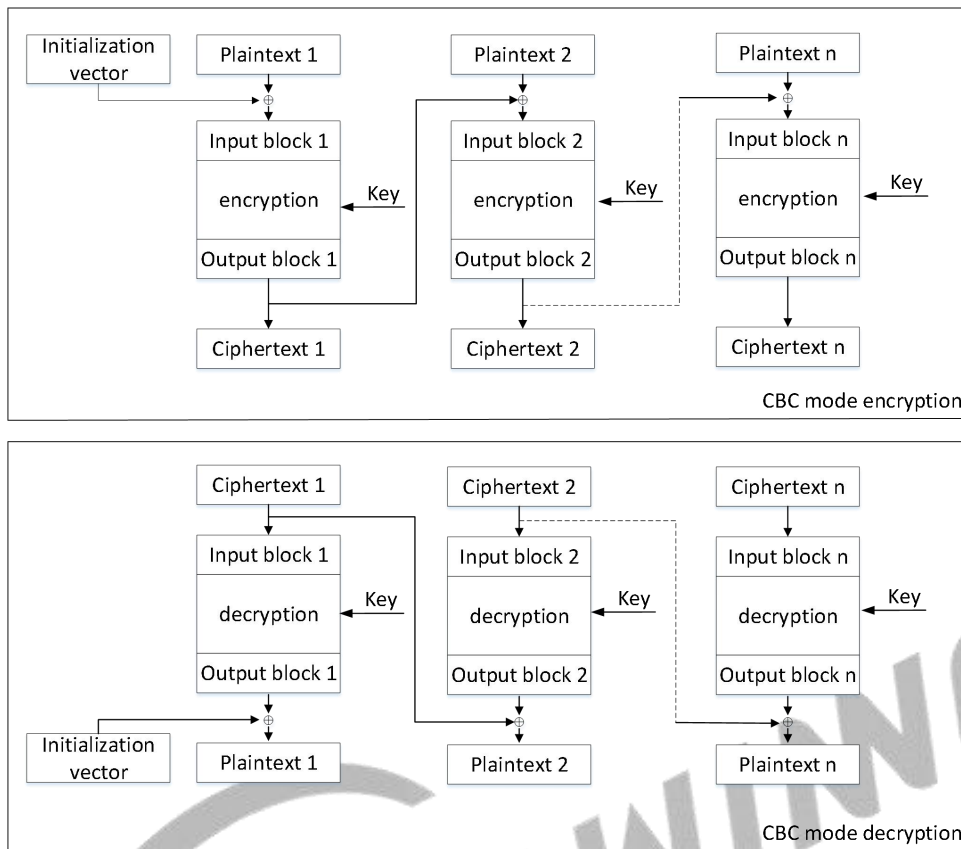 Initialization
vector
Plaintext 1
Plaintext 2
Plaintext n
Input block 1
Input block 2
Input block n
encryption
Key
encryption
Key
encryption
Key
Output block 1
Output block 2
Output block n
Ciphertext 1
Ciphertext 2
Ciphertext n
CBC mode encryption
Ciphertext 1
Ciphertext 2
Ciphertext n
Input block 1
Input block 2
Input block n
decryption
Key
decryption
Key
decryption
Key
Output block 1
Output block 2
Output block n
Initialization
vector
Plaintext 1
Plaintext 2
Plaintext n
CBC mode decryption